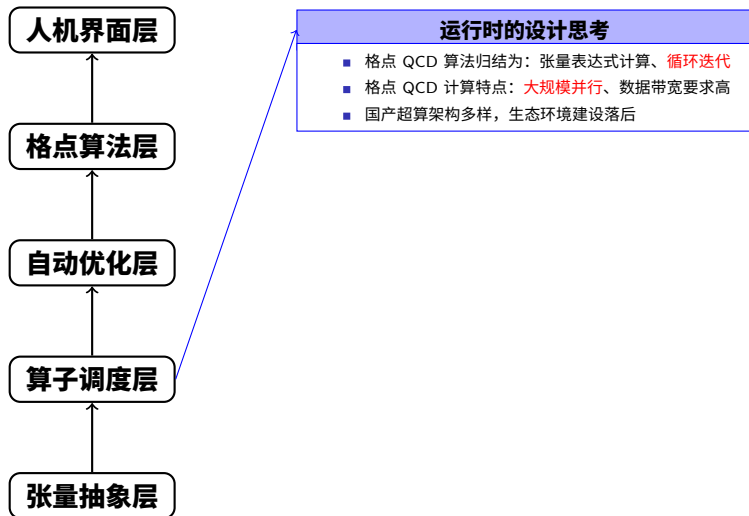 人机界面层
格点算法层
自动优化层
算子调度层
张量抽象层
运行时的设计思考
格点 QCD 算法归结为：张量表达式计算、循环迭代
格点 QCD 计算特点：大规模并行、数据带宽要求高
国产超算架构多样，生态环境建设落后